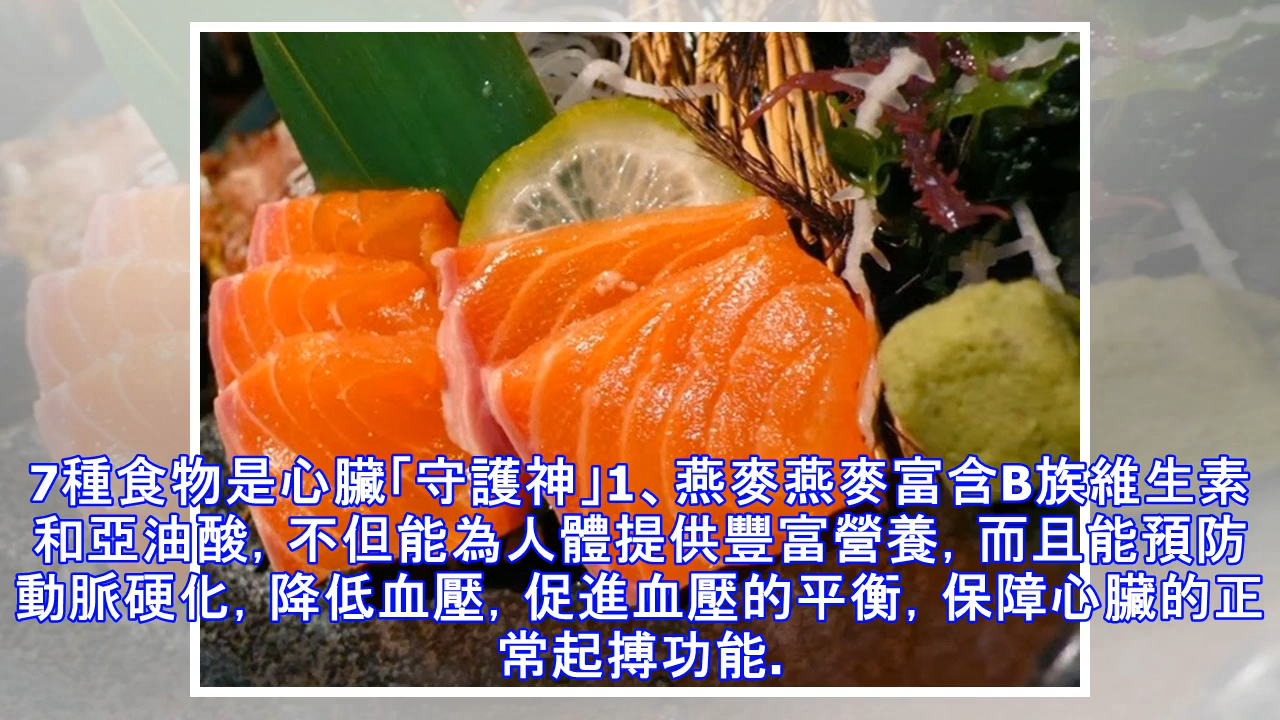 7種食物是心臟「守護神」1、燕麥燕麥富含B族維生素
和亞油酸, 不但能為人體提供豐富營養, 而且能預防
動脈硬化, 降低血壓, 促進血壓的平衡, 保障心臟的正
常起搏功能.